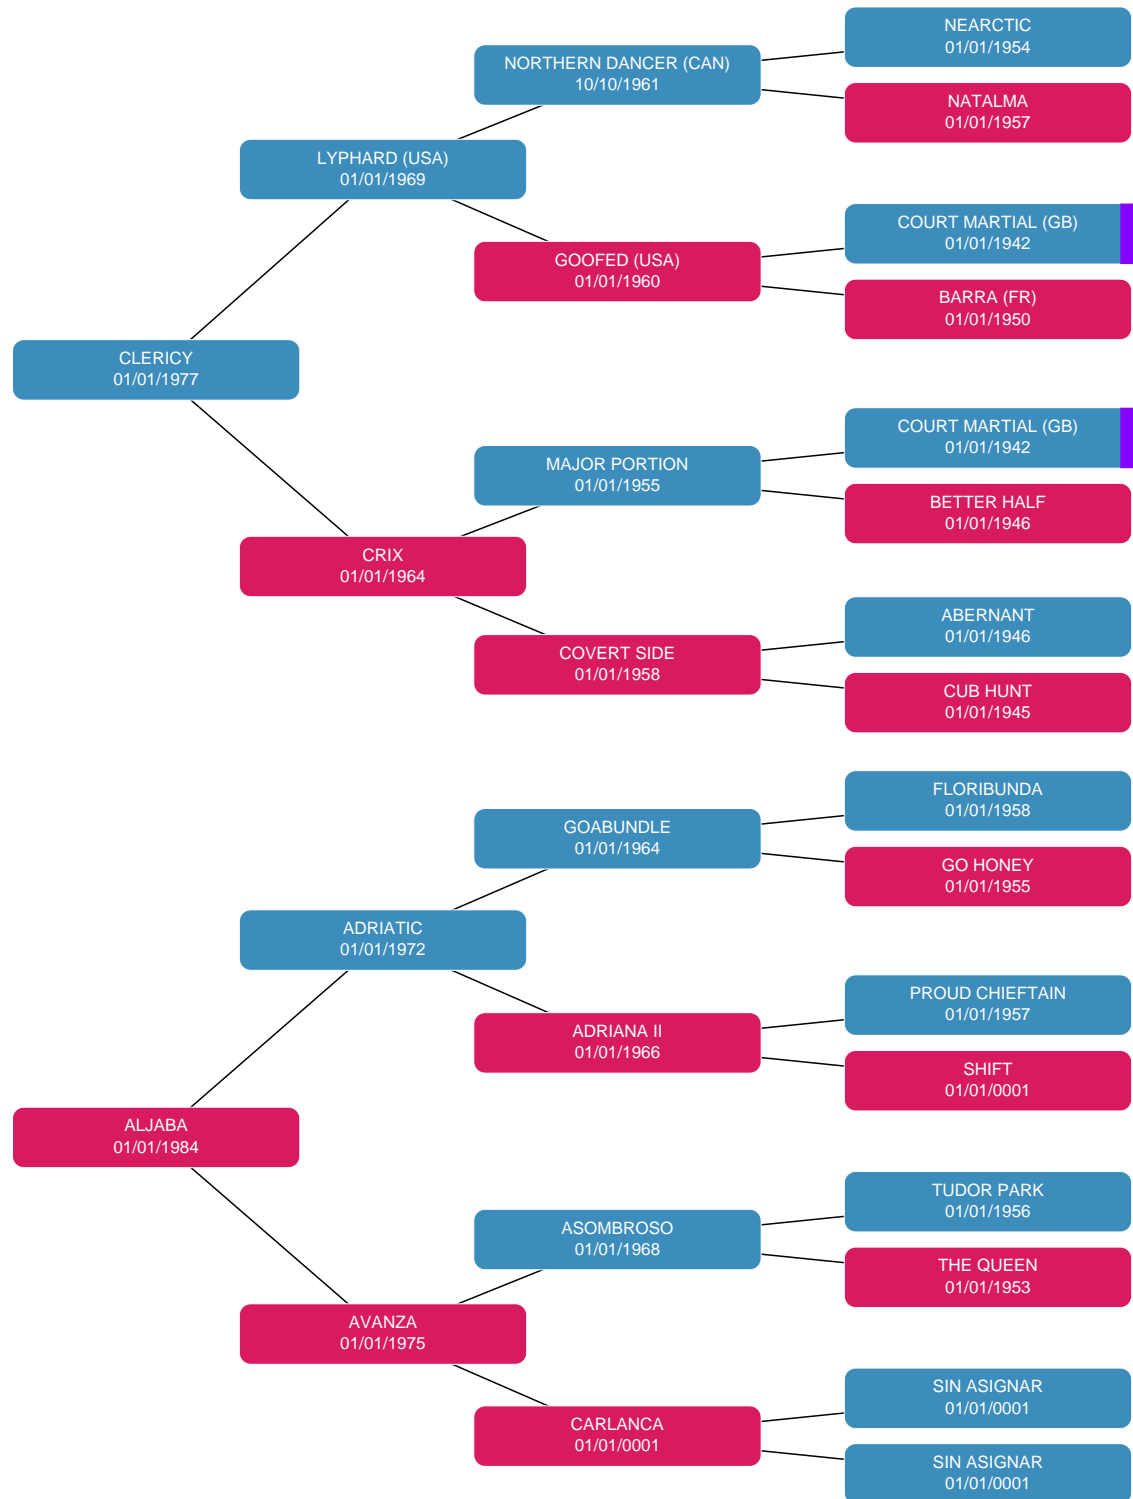 NEARCTIC
01/01/1954
NORTHERN DANCER (CAN)
10/10/1961
NATALMA
01/01/1957
LYPHARD (USA)
01/01/1969
COURT MARTIAL (GB)
01/01/1942
GOOFED (USA)
01/01/1960
BARRA (FR)
01/01/1950
CLERICY
01/01/1977
COURT MARTIAL (GB)
01/01/1942
MAJOR PORTION
01/01/1955
BETTER HALF
01/01/1946
CRIX
01/01/1964
ABERNANT
01/01/1946
COVERT SIDE
01/01/1958
CUB HUNT
01/01/1945
FLORIBUNDA
01/01/1958
GOABUNDLE
01/01/1964
GO HONEY
01/01/1955
ADRIATIC
01/01/1972
PROUD CHIEFTAIN
01/01/1957
ADRIANA II
01/01/1966
SHIFT
01/01/0001
ALJABA
01/01/1984
TUDOR PARK
01/01/1956
ASOMBROSO
01/01/1968
THE QUEEN
01/01/1953
AVANZA
01/01/1975
SIN ASIGNAR
01/01/0001
CARLANCA
01/01/0001
SIN ASIGNAR
01/01/0001